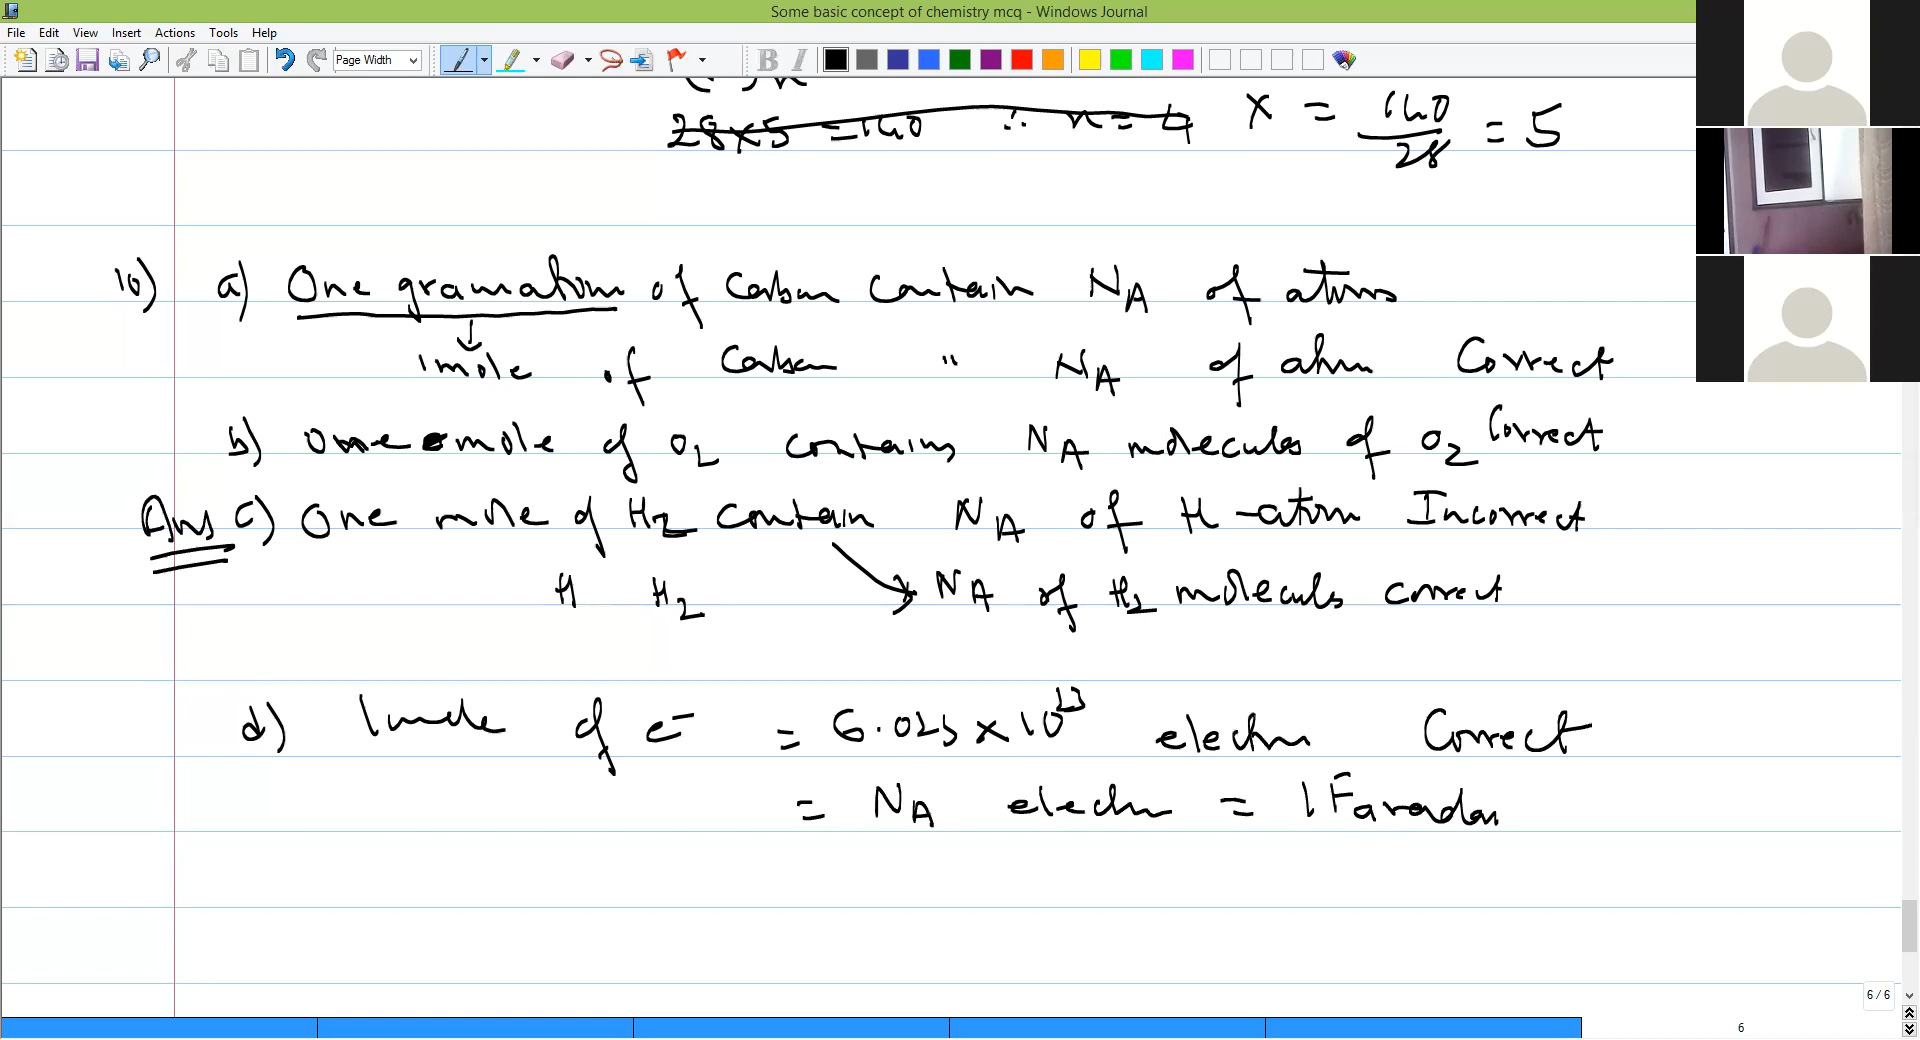 Some basic concept of chemistry mcq - Windows Journal
File Edit View Insert Actions Tools Help
Page Width
B I
28x5 = 140 ∴ n = 4 x = 140/28 = 5
10) a) One gramatom of Carbon contain NA of atoms
1mole of Carbon " NA of atom Correct
b) One mole of O2 contains NA molecules of O2 Correct
Ans c) One mole of H2 contain NA of H-atom Incorrect
H H2 NA of H2 molecules correct
d) 1mole of e− = 6.023 x 10^23 electron Correct
= NA electron = 1 Faraday
6 / 6
6